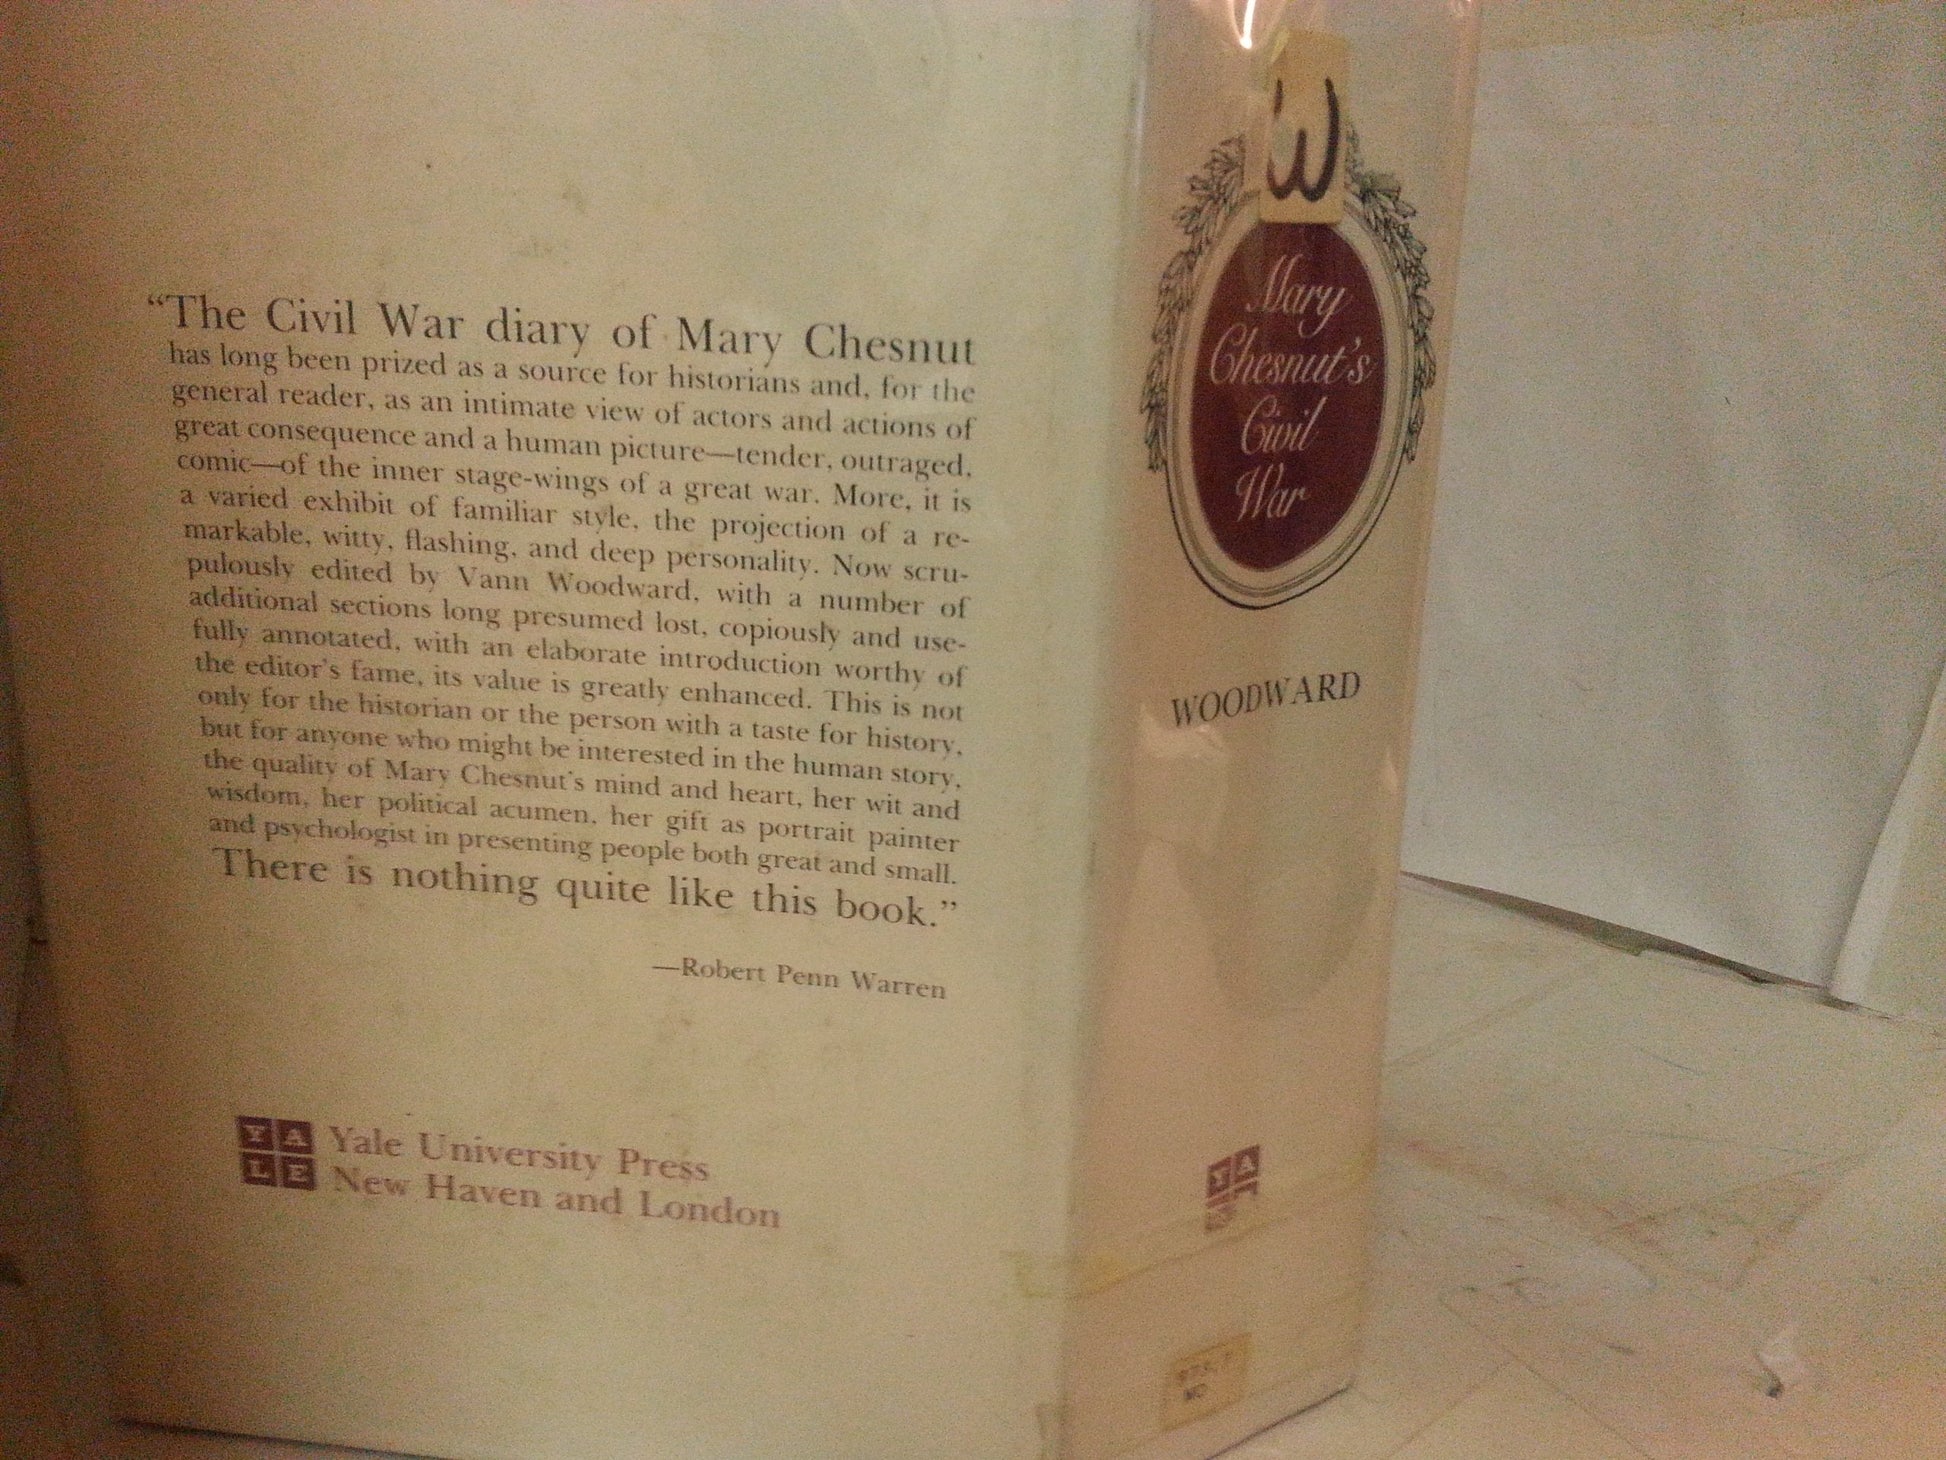 “The Civil War diary of Mary Chesnut
has long been prized as a source for historians and, for the
general reader, as an intimate view of actors and actions of
great consequence and a human picture—tender, outraged,
comic—of the inner stage-wings of a great war. More, it is
a varied exhibit of familiar style, the projection of a re-
markable, witty, flashing, and deep personality. Now scru-
pulously edited by Vann Woodward, with a number of
additional sections long presumed lost, copiously and use-
fully annotated, with an elaborate introduction worthy of
the editor's fame, its value is greatly enhanced. This is not
only for the historian or the person with a taste for history,
but for anyone who might be interested in the human story,
the quality of Mary Chesnut's mind and heart, her wit and
wisdom, her political acumen, her gift as portrait painter
and psychologist in presenting people both great and small.
There is nothing quite like this book.”
—Robert Penn Warren
YA
LE
Yale University Press
New Haven and London
W
Mary
Chesnut's
Civil
War
WOODWARD
YA